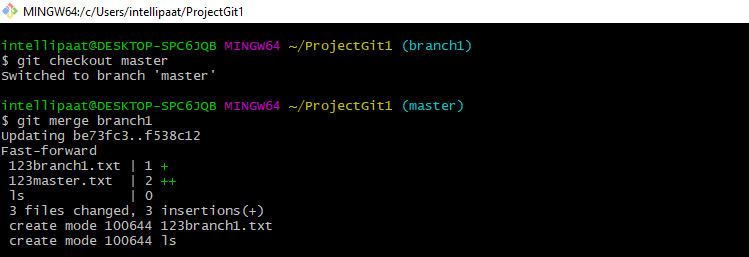 MINGW64:/c/Users/intellipaat/ProjectGit1
intellipaat@DESKTOP-SPC6JQB MINGW64 ~/ProjectGit1 (branch1)
$ git checkout master
Switched to branch 'master'
intellipaat@DESKTOP-SPC6JQB MINGW64 ~/ProjectGit1 (master)
$ git merge branch1
Updating be73fc3..f538c12
Fast-forward
 123branch1.txt | 1 +
 123master.txt  | 2 ++
 ls             | 0
 3 files changed, 3 insertions(+)
 create mode 100644 123branch1.txt
 create mode 100644 ls